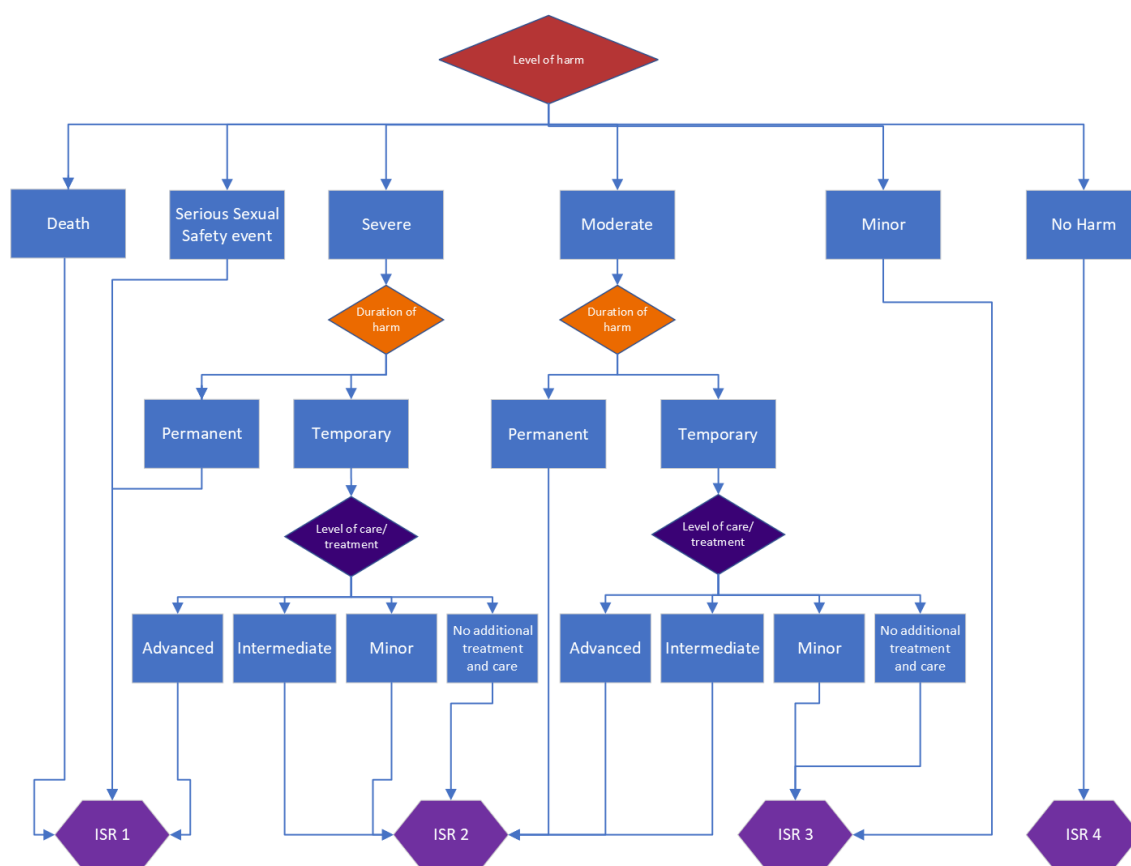 Level of harm
Death
Serious Sexual
Safety event
Severe
Moderate
Minor
No Harm
Duration of
harm
Duration of
harm
Permanent
Temporary
Permanent
Temporary
Level of care/
treatment
Level of care/
treatment
Advanced
Intermediate
Minor
No additional
treatment
and care
Advanced
Intermediate
Minor
No additional
treatment
and care
ISR 1
ISR 2
ISR 3
ISR 4